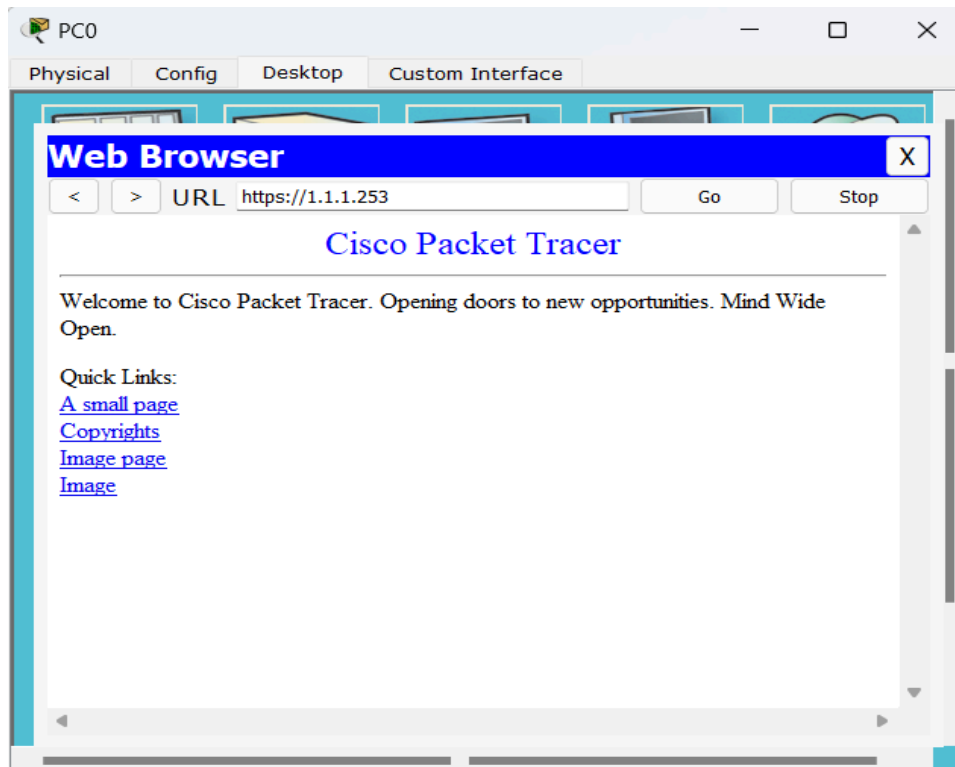 PC0
Physical Config Desktop Custom Interface
Web Browser X
< > URL https://1.1.1.253 Go Stop
Cisco Packet Tracer
Welcome to Cisco Packet Tracer. Opening doors to new opportunities. Mind Wide
Open.
Quick Links:
A small page
Copyrights
Image page
Image